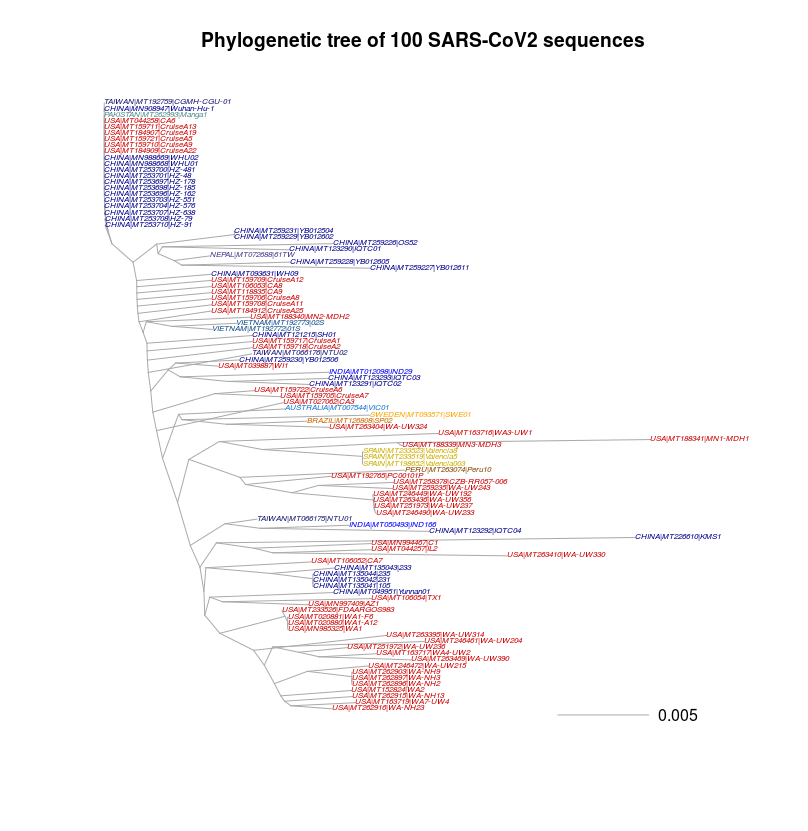 Phylogenetic tree of 100 SARS-CoV2 sequences
TAIWAN|MT192759|CGMH-CGU-01
CHINA|MN908947|Wuhan-Hu-1
PAKISTAN|MT262993|Manga1
USA|MT044258|CA6
USA|MT159711|CruiseA13
USA|MT184907|CruiseA19
USA|MT159721|CruiseA5
USA|MT159710|CruiseA9
USA|MT184909|CruiseA22
CHINA|MN988669|WHU02
CHINA|MN988668|WHU01
CHINA|MT253700|HZ-481
CHINA|MT253701|HZ-48
CHINA|MT253697|HZ-178
CHINA|MT253698|HZ-185
CHINA|MT253696|HZ-162
CHINA|MT253703|HZ-551
CHINA|MT253704|HZ-576
CHINA|MT253707|HZ-638
CHINA|MT253708|HZ-79
CHINA|MT253710|HZ-91
CHINA|MT259231|YB012504
CHINA|MT259229|YB012602
CHINA|MT259226|OS52
CHINA|MT123290|IQTC01
NEPAL|MT072688|61TW
CHINA|MT259228|YB012605
CHINA|MT259227|YB012611
CHINA|MT093631|WH09
USA|MT159709|CruiseA12
USA|MT106053|CA8
USA|MT118835|CA9
USA|MT159706|CruiseA8
USA|MT159708|CruiseA11
USA|MT184912|CruiseA25
USA|MT188340|MN2-MDH2
VIETNAM|MT192773|02S
VIETNAM|MT192772|01S
CHINA|MT121215|SH01
USA|MT159717|CruiseA1
USA|MT159718|CruiseA2
TAIWAN|MT066176|NTU02
CHINA|MT259230|YB012506
USA|MT039887|WI1
INDIA|MT012098|IND29
CHINA|MT123293|IQTC03
CHINA|MT123291|IQTC02
USA|MT159722|CruiseA6
USA|MT159705|CruiseA7
USA|MT027062|CA3
AUSTRALIA|MT007544|VIC01
SWEDEN|MT093571|SWE01
BRAZIL|MT126808|SP02
USA|MT263404|WA-UW324
USA|MT163716|WA3-UW1
USA|MT188341|MN1-MDH1
USA|MT188339|MN3-MDH3
SPAIN|MT233523|Valencia8
SPAIN|MT233519|Valencia5
SPAIN|MT198652|Valencia003
PERU|MT263074|Peru10
USA|MT192765|PC00101P
USA|MT258378|CZB-RR057-006
USA|MT259235|WA-UW243
USA|MT246449|WA-UW192
USA|MT263436|WA-UW356
USA|MT251973|WA-UW237
USA|MT246490|WA-UW233
TAIWAN|MT066175|NTU01
INDIA|MT050493|IND166
CHINA|MT123292|IQTC04
CHINA|MT226610|KMS1
USA|MN994467|C1
USA|MT044257|IL2
USA|MT263410|WA-UW330
USA|MT106052|CA7
CHINA|MT135043|233
CHINA|MT135044|235
CHINA|MT135042|231
CHINA|MT135041|105
CHINA|MT049951|Yunnan01
USA|MT106054|TX1
USA|MN997409|AZ1
USA|MT233526|FDAARGOS983
USA|MT020881|WA1-F6
USA|MT020880|WA1-A12
USA|MN985325|WA1
USA|MT263395|WA-UW314
USA|MT246461|WA-UW204
USA|MT251972|WA-UW236
USA|MT163717|WA4-UW2
USA|MT263469|WA-UW390
USA|MT246472|WA-UW215
USA|MT262903|WA-NH9
USA|MT262897|WA-NH3
USA|MT262896|WA-NH2
USA|MT152824|WA2
USA|MT262915|WA-NH13
USA|MT163719|WA7-UW4
USA|MT262916|WA-NH23
0.005